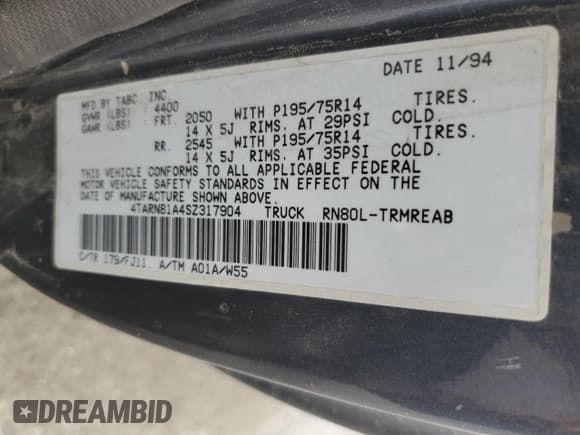 DATE 11/94
MFD BY TABC, INC.
GVWR (LBS) 4400
GAWR (LBS) FRT. 2050 WITH P195/75R14 TIRES.
14 X 5J RIMS. AT 29PSI COLD.
RR. 2545 WITH P195/75R14 TIRES.
14 X 5J RIMS. AT 35PSI COLD.
THIS VEHICLE CONFORMS TO ALL APPLICABLE FEDERAL
MOTOR VEHICLE SAFETY STANDARDS IN EFFECT ON THE
DATE OF MANUFACTURE SHOWN ABOVE.
4TARN81A4SZ317904 TRUCK RN80L-TRMREAB
C/TR 179/FJ11. A/TM A01A/W55
DREAMBID